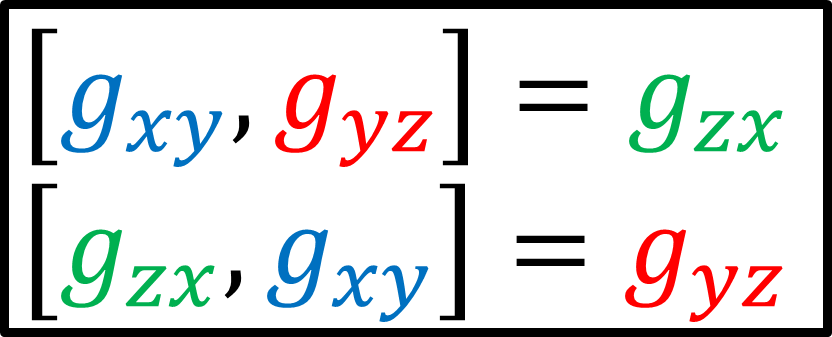 [g_{xy}, g_{yz}] = g_{zx}
[g_{zx}, g_{xy}] = g_{yz}